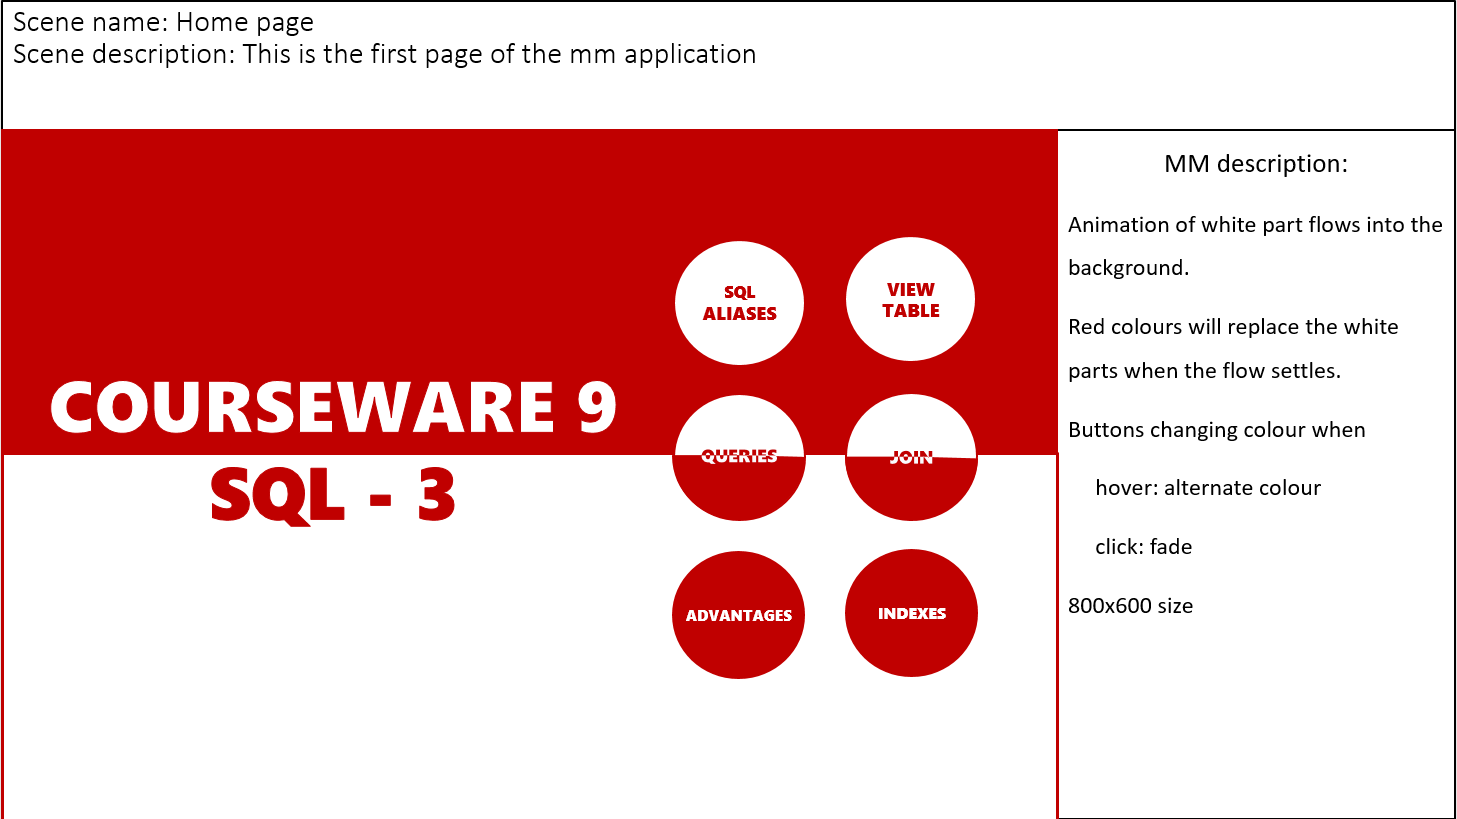 Scene name: Home page
Scene description: This is the first page of the mm application
COURSEWARE 9
SQL - 3
SQL
ALIASES
VIEW
TABLE
QUERIES
JOIN
ADVANTAGES
INDEXES
MM description:
Animation of white part flows into the
background.
Red colours will replace the white
parts when the flow settles.
Buttons changing colour when
hover: alternate colour
click: fade
800x600 size